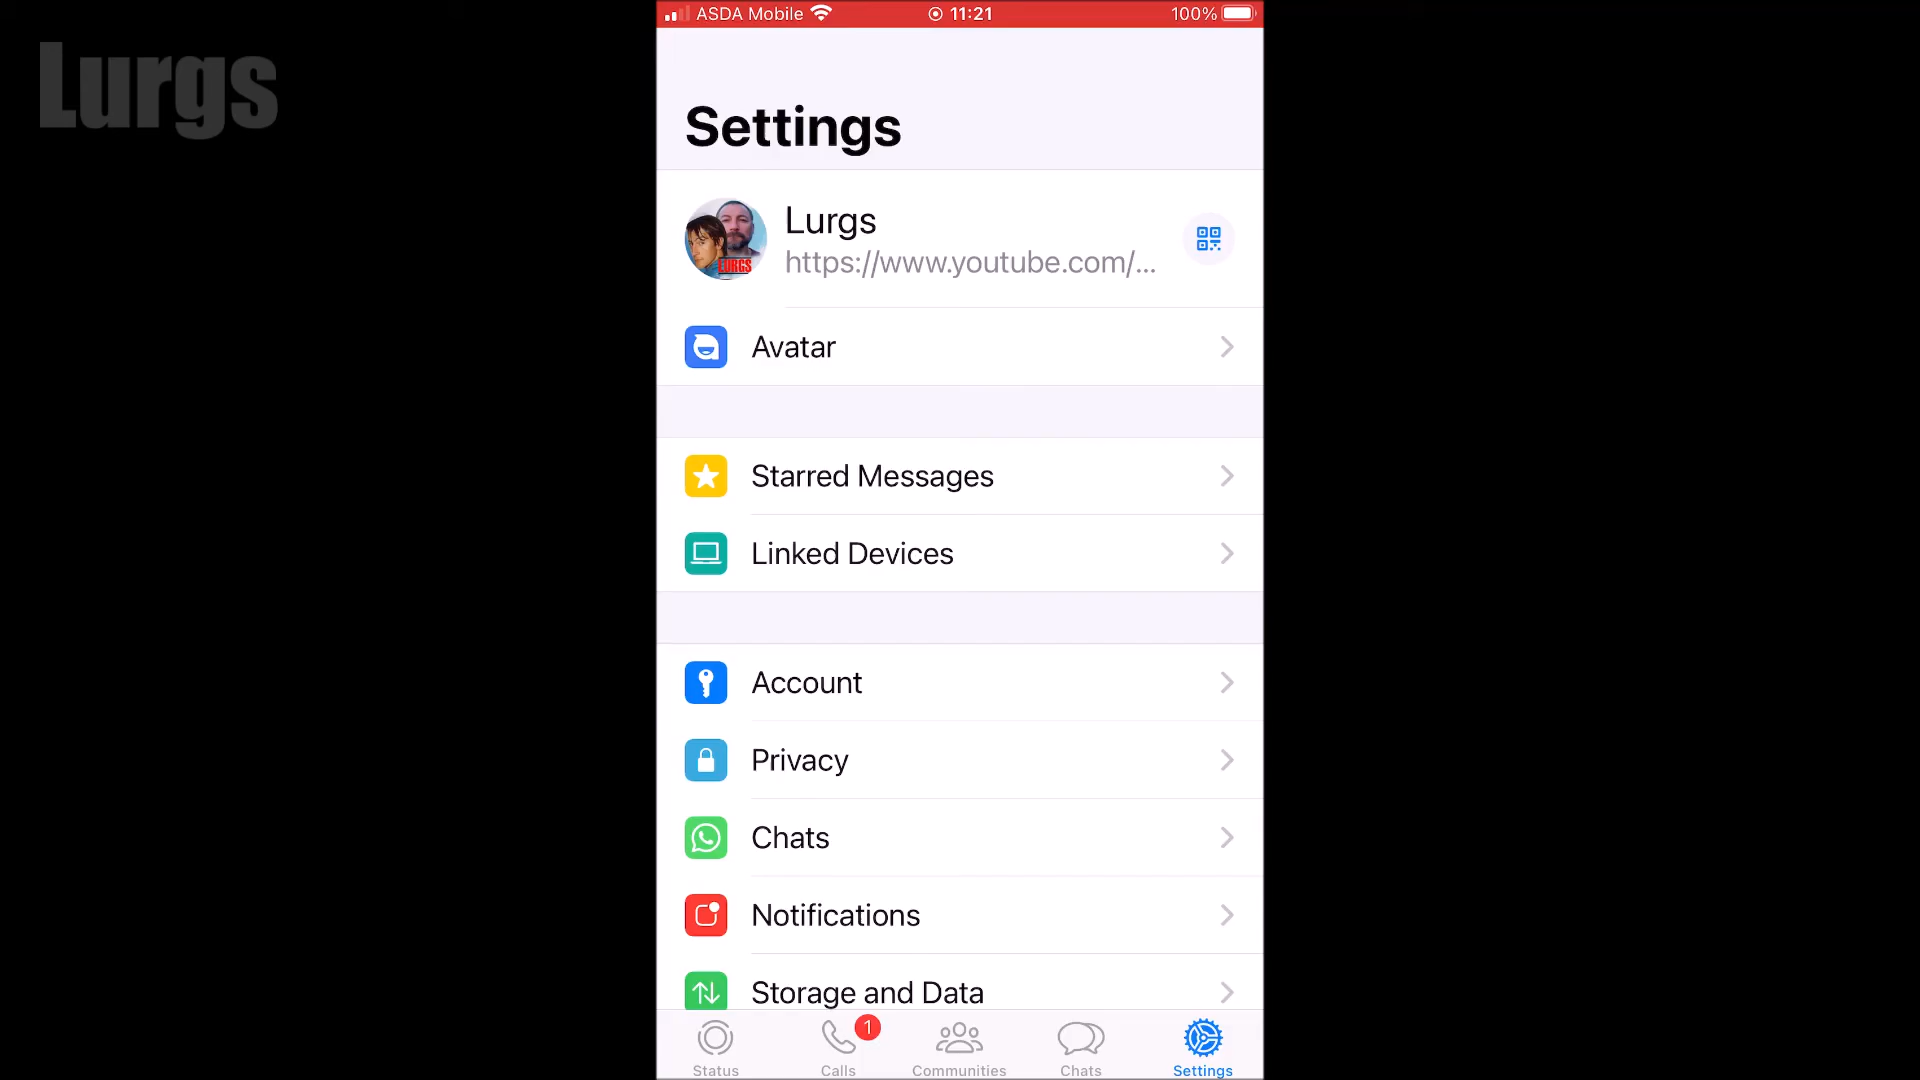 ASDA Mobile 11:21 100%
Lurgs
Settings
Lurgs
https://www.youtube.com/...
LURGS
Avatar
Starred Messages
Linked Devices
Account
Privacy
Chats
Notifications
Storage and Data
1
Status Calls Communities Chats Settings